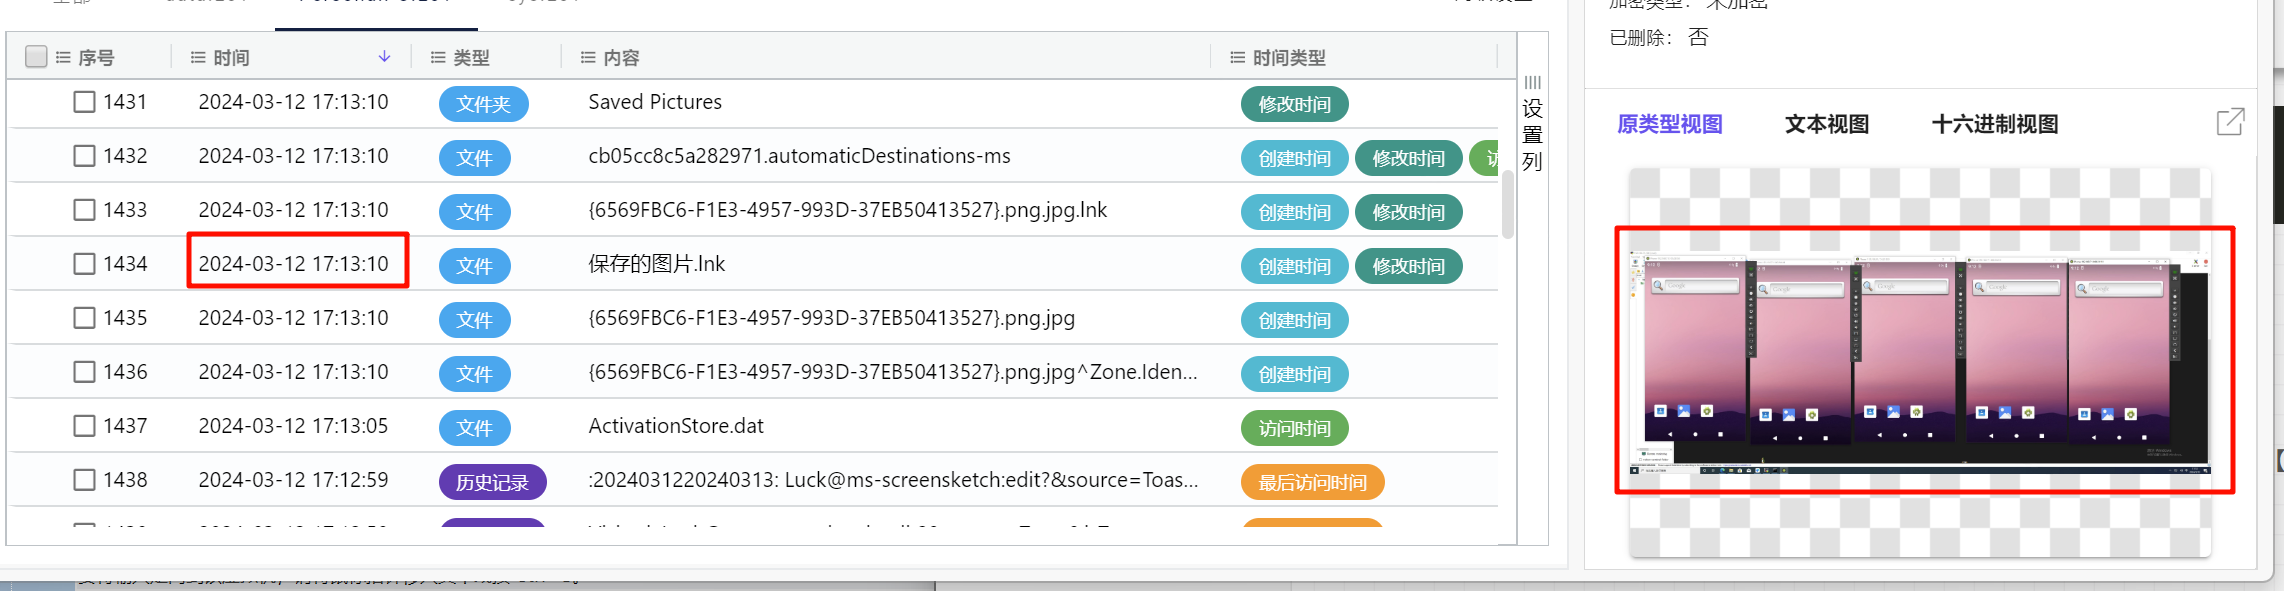 加密类型： 未加密
已删除： 否
序号 时间 类型 内容 时间类型
1431 2024-03-12 17:13:10 文件夹 Saved Pictures 修改时间
1432 2024-03-12 17:13:10 文件 cb05cc8c5a282971.automaticDestinations-ms 创建时间 修改时间 访
1433 2024-03-12 17:13:10 文件 {6569FBC6-F1E3-4957-993D-37EB50413527}.png.jpg.lnk 创建时间 修改时间
1434 2024-03-12 17:13:10 文件 保存的图片.lnk 创建时间 修改时间
1435 2024-03-12 17:13:10 文件 {6569FBC6-F1E3-4957-993D-37EB50413527}.png.jpg 创建时间
1436 2024-03-12 17:13:10 文件 {6569FBC6-F1E3-4957-993D-37EB50413527}.png.jpg^Zone.Iden... 创建时间
1437 2024-03-12 17:13:05 文件 ActivationStore.dat 访问时间
1438 2024-03-12 17:12:59 历史记录 :2024031220240313: Luck@ms-screensketch:edit?&source=Toas... 最后访问时间
设置列
原类型视图 文本视图 十六进制视图
Google
Google
Google
Google
Google